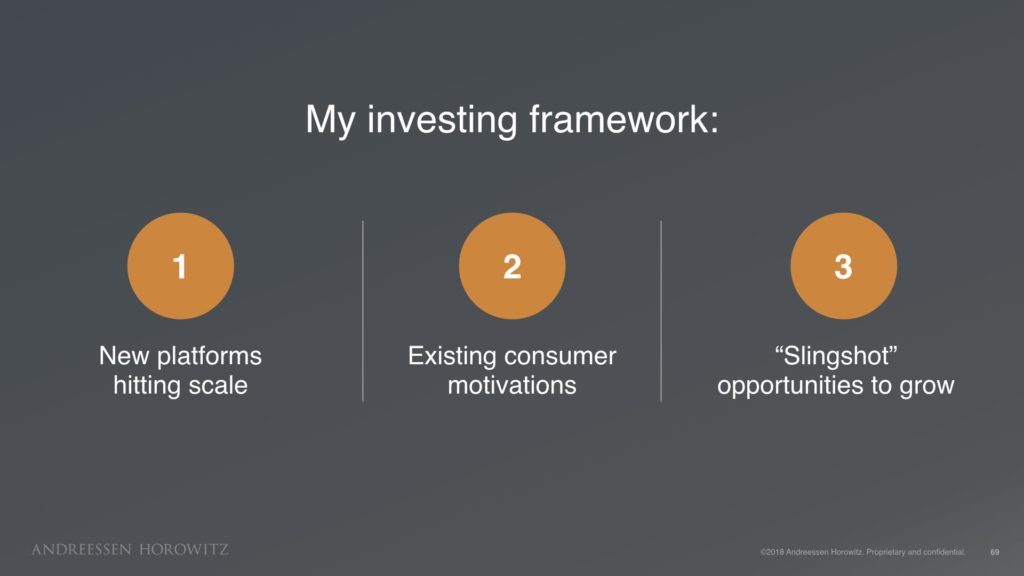 My investing framework:
1
New platforms
hitting scale
2
Existing consumer
motivations
3
“Slingshot”
opportunities to grow
ANDREESSEN HOROWITZ
©2018 Andreessen Horowitz. Proprietary and confidential.
69